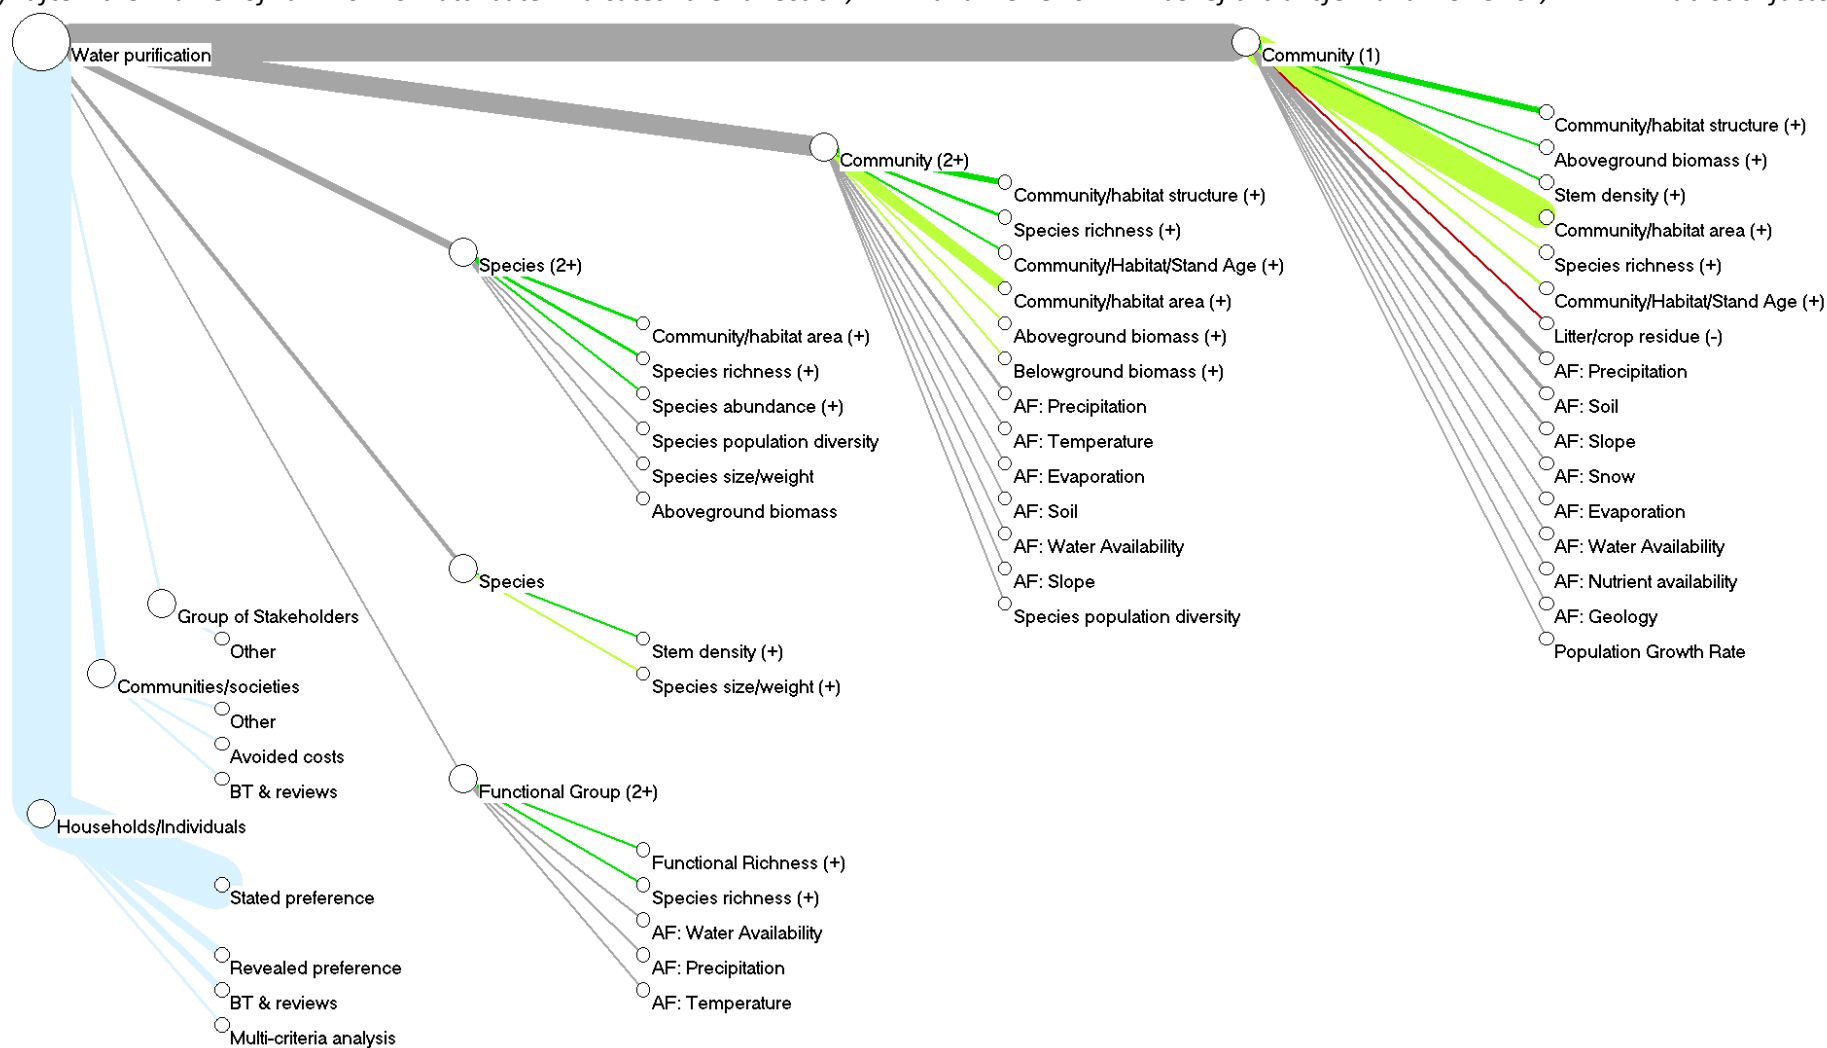 Water purification
Community (1)
Community/habitat structure (+)
Aboveground biomass (+)
Stem density (+)
Community/habitat area (+)
Species richness (+)
Community/Habitat/Stand Age (+)
Litter/crop residue (-)
AF: Precipitation
AF: Soil
AF: Slope
AF: Snow
AF: Evaporation
AF: Water Availability
AF: Nutrient availability
AF: Geology
Population Growth Rate
Community (2+)
Community/habitat structure (+)
Species richness (+)
Community/Habitat/Stand Age (+)
Community/habitat area (+)
Aboveground biomass (+)
Belowground biomass (+)
AF: Precipitation
AF: Temperature
AF: Evaporation
AF: Soil
AF: Water Availability
AF: Slope
Species population diversity
Species (2+)
Community/habitat area (+)
Species richness (+)
Species abundance (+)
Species population diversity
Species size/weight
Aboveground biomass
Species
Stem density (+)
Species size/weight (+)
Functional Group (2+)
Functional Richness (+)
Species richness (+)
AF: Water Availability
AF: Precipitation
AF: Temperature
Group of Stakeholders
Other
Communities/societies
Other
Avoided costs
BT & reviews
Households/Individuals
Stated preference
Revealed preference
BT & reviews
Multi-criteria analysis